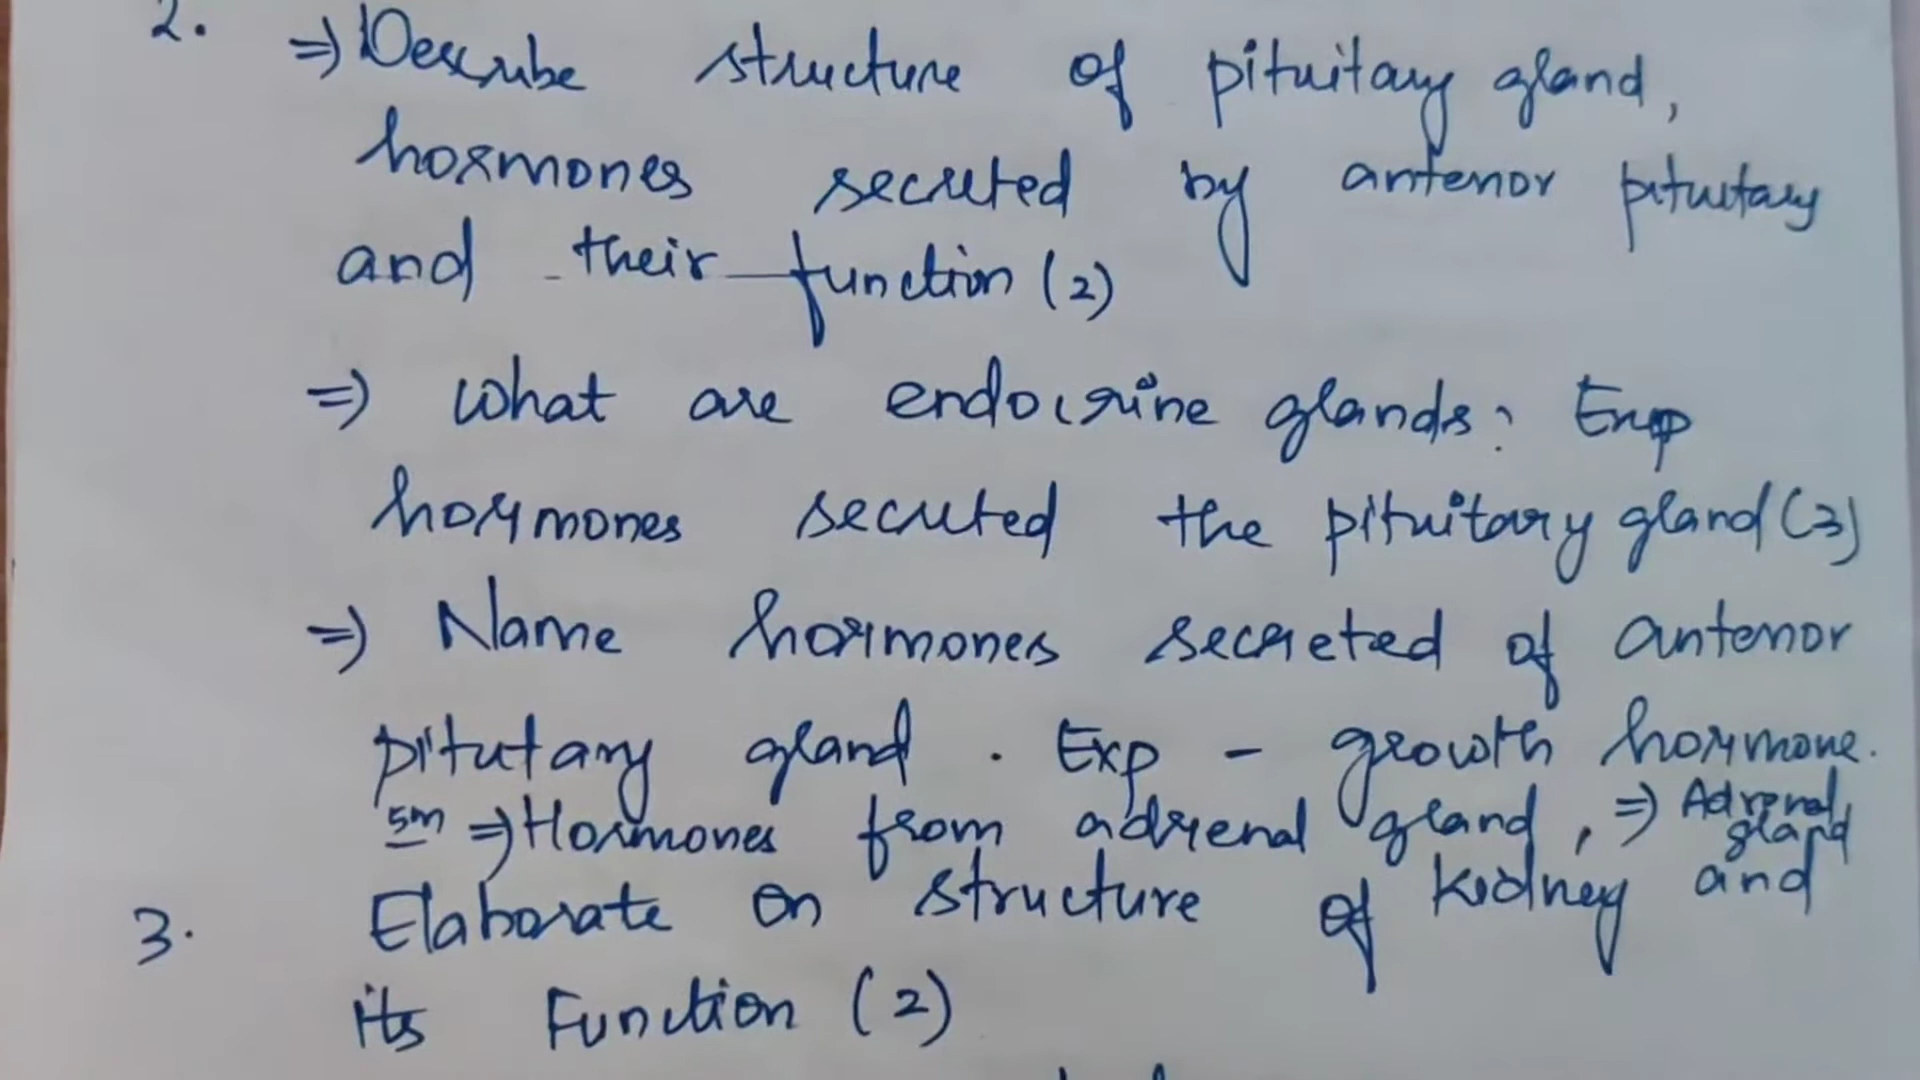 2. => Describe structure of pituitary gland,
hormones secreted by anterior pituitary
and their function (2)
=> What are endocrine glands? Exp
hormones secreted the pituitary gland (3)
=> Name hormones secreted of anterior
pitutary gland. Exp - growth hormone.
5m => Hormones from adrenal gland, => Adrenal gland
3. Elaborate on structure of kidney and
its Function (2)